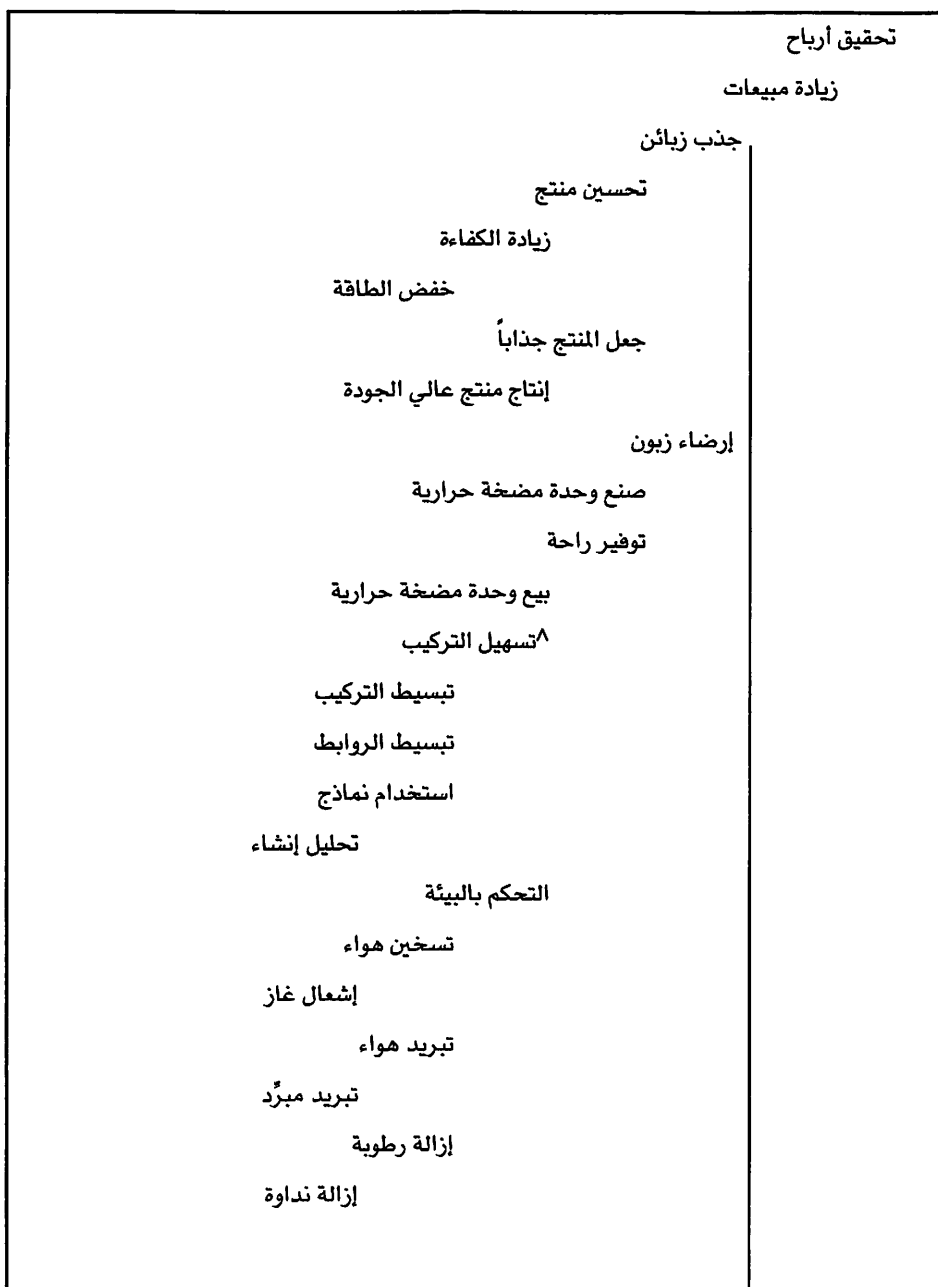 تحقيق أرباح
زيادة مبيعات
جذب زبائن
تحسين منتج
زيادة الكفاءة
خفض الطاقة
جعل المنتج جذاباً
إنتاج منتج عالي الجودة
إرضاء زبون
صنع وحدة مضخة حرارية
توفير راحة
بيع وحدة مضخة حرارية
^تسهيل التركيب
تبسيط التركيب
تبسيط الروابط
استخدام نماذج
تحليل إنشاء
التحكم بالبيئة
تسخين هواء
إشعال غاز
تبريد هواء
تبريد مبرِّد
إزالة رطوبة
إزالة نداوة